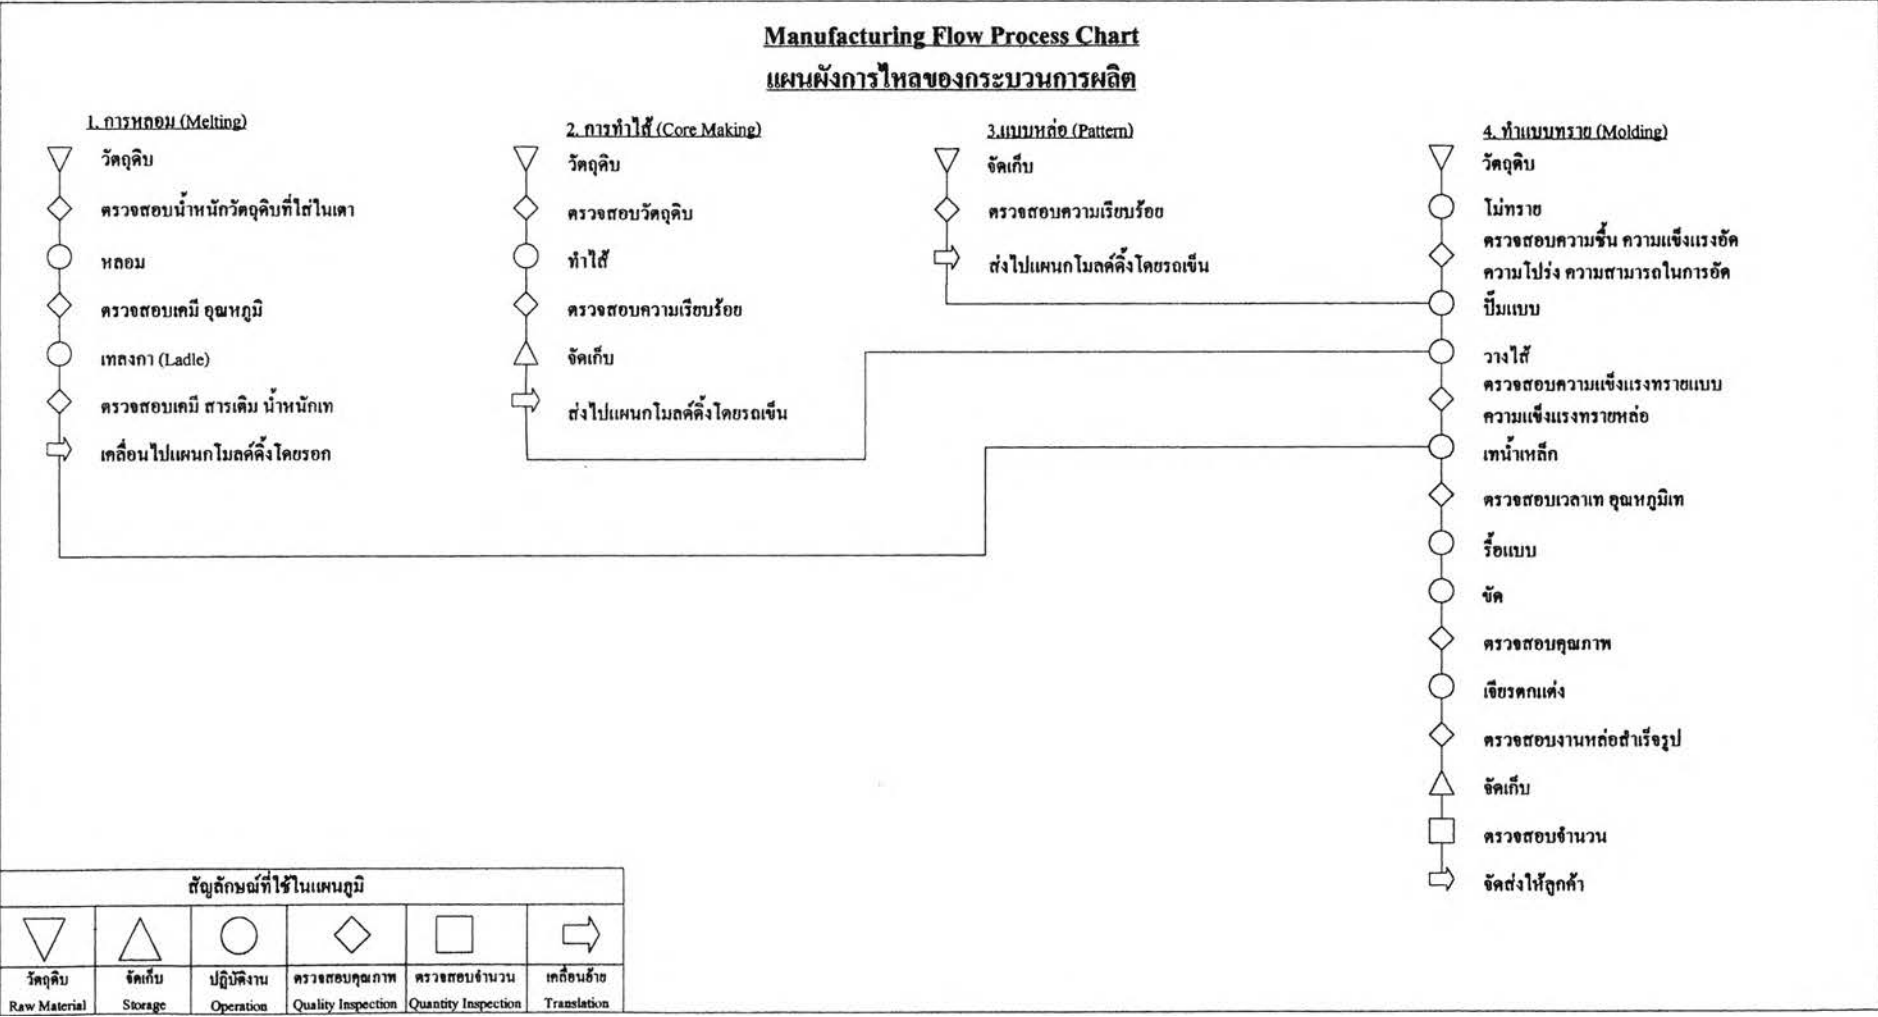 Manufacturing Flow Process Chart
แผนผังการไหลของกระบวนการผลิต
1. การหลอม (Melting)
วัตถุดิบ
ตรวจสอบน้ำหนักวัตถุดิบที่ใส่ในเตา
หลอม
ตรวจสอบเคมี อุณหภูมิ
เทลงกา (Ladle)
ตรวจสอบเคมี สารเติม น้ำหนักเท
เคลื่อนไปแผนกโมลด์ดิ้งโดยรอก
2. การทำไส้ (Core Making)
วัตถุดิบ
ตรวจสอบวัตถุดิบ
ทำไส้
ตรวจสอบความเรียบร้อย
จัดเก็บ
ส่งไปแผนกโมลด์ดิ้งโดยรถเข็น
3.แบบหล่อ (Pattern)
จัดเก็บ
ตรวจสอบความเรียบร้อย
ส่งไปแผนกโมลด์ดิ้งโดยรถเข็น
4. ทำแบบทราย (Molding)
วัตถุดิบ
โม่ทราย
ตรวจสอบความชื้น ความแข็งแรงอัด
ความโปร่ง ความสามารถในการอัด
ปั๊มแบบ
วางไส้
ตรวจสอบความแข็งแรงทรายแบบ
ความแข็งแรงทรายหล่อ
เทน้ำเหล็ก
ตรวจสอบเวลาเท อุณหภูมิเท
รื้อแบบ
ขัด
ตรวจสอบคุณภาพ
เจียรตกแต่ง
ตรวจสอบงานหล่อสำเร็จรูป
จัดเก็บ
ตรวจสอบจำนวน
จัดส่งให้ลูกค้า
สัญลักษณ์ที่ใช้ในแผนภูมิ
วัตถุดิบ จัดเก็บ ปฏิบัติงาน ตรวจสอบคุณภาพ ตรวจสอบจำนวน เคลื่อนย้าย
Raw Material Storage Operation Quality Inspection Quantity Inspection Translation